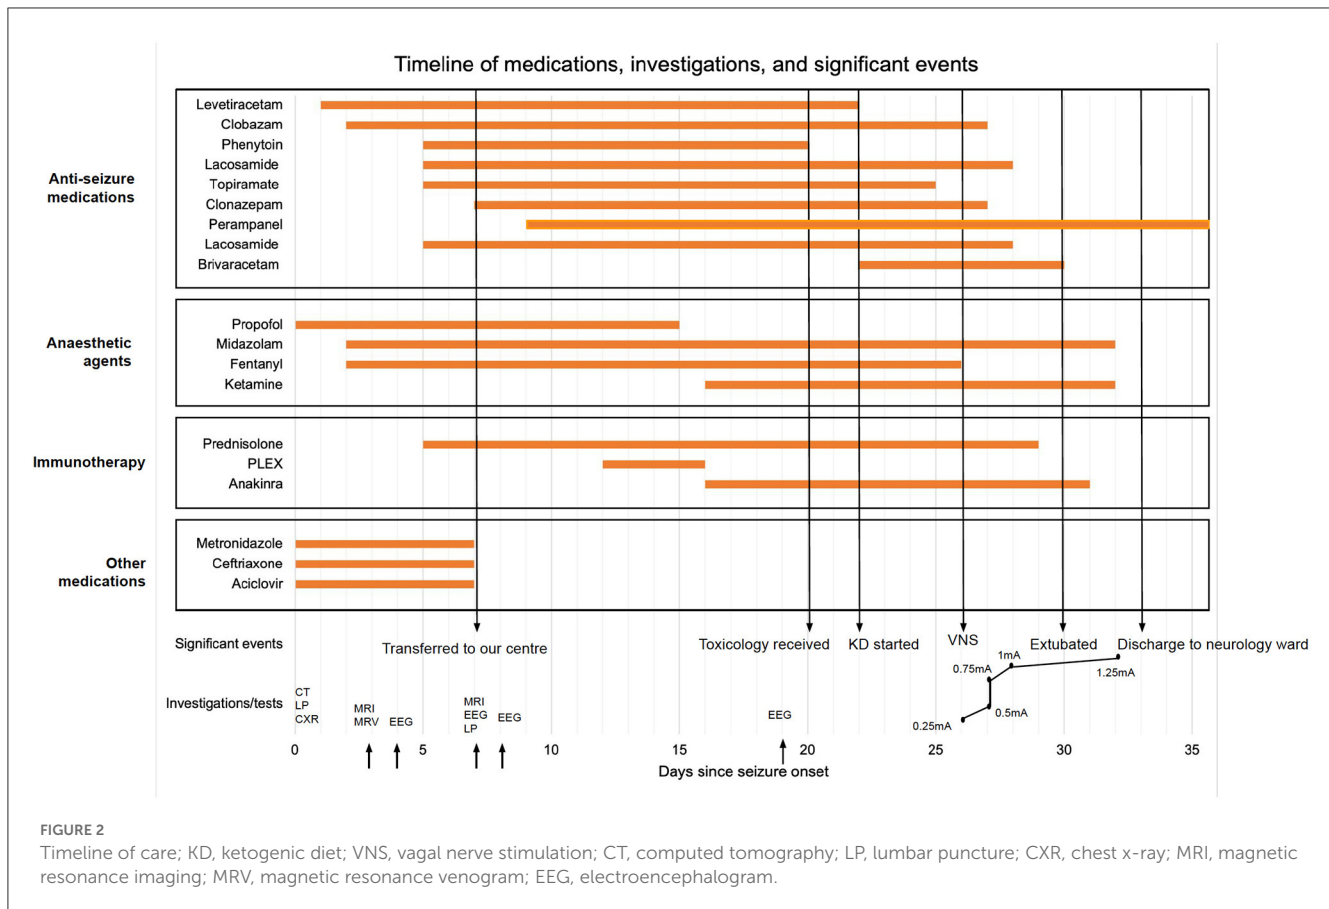 Timeline of medications, investigations, and significant events
Anti-seizure
medications
Levetiracetam
Clobazam
Phenytoin
Lacosamide
Topiramate
Clonazepam
Perampanel
Lacosamide
Brivaracetam
Anaesthetic
agents
Propofol
Midazolam
Fentanyl
Ketamine
Immunotherapy
Prednisolone
PLEX
Anakinra
Other
medications
Metronidazole
Ceftriaxone
Aciclovir
Significant events
Transferred to our centre
Toxicology received
KD started
VNS
Extubated
Discharge to neurology ward
Investigations/tests
CT
LP
CXR
MRI
MRV
EEG
MRI
EEG
LP
EEG
EEG
0.25mA
0.5mA
0.75mA
1mA
1.25mA
0 5 10 15 20 25 30 35
Days since seizure onset
FIGURE 2
Timeline of care; KD, ketogenic diet; VNS, vagal nerve stimulation; CT, computed tomography; LP, lumbar puncture; CXR, chest x-ray; MRI, magnetic
resonance imaging; MRV, magnetic resonance venogram; EEG, electroencephalogram.